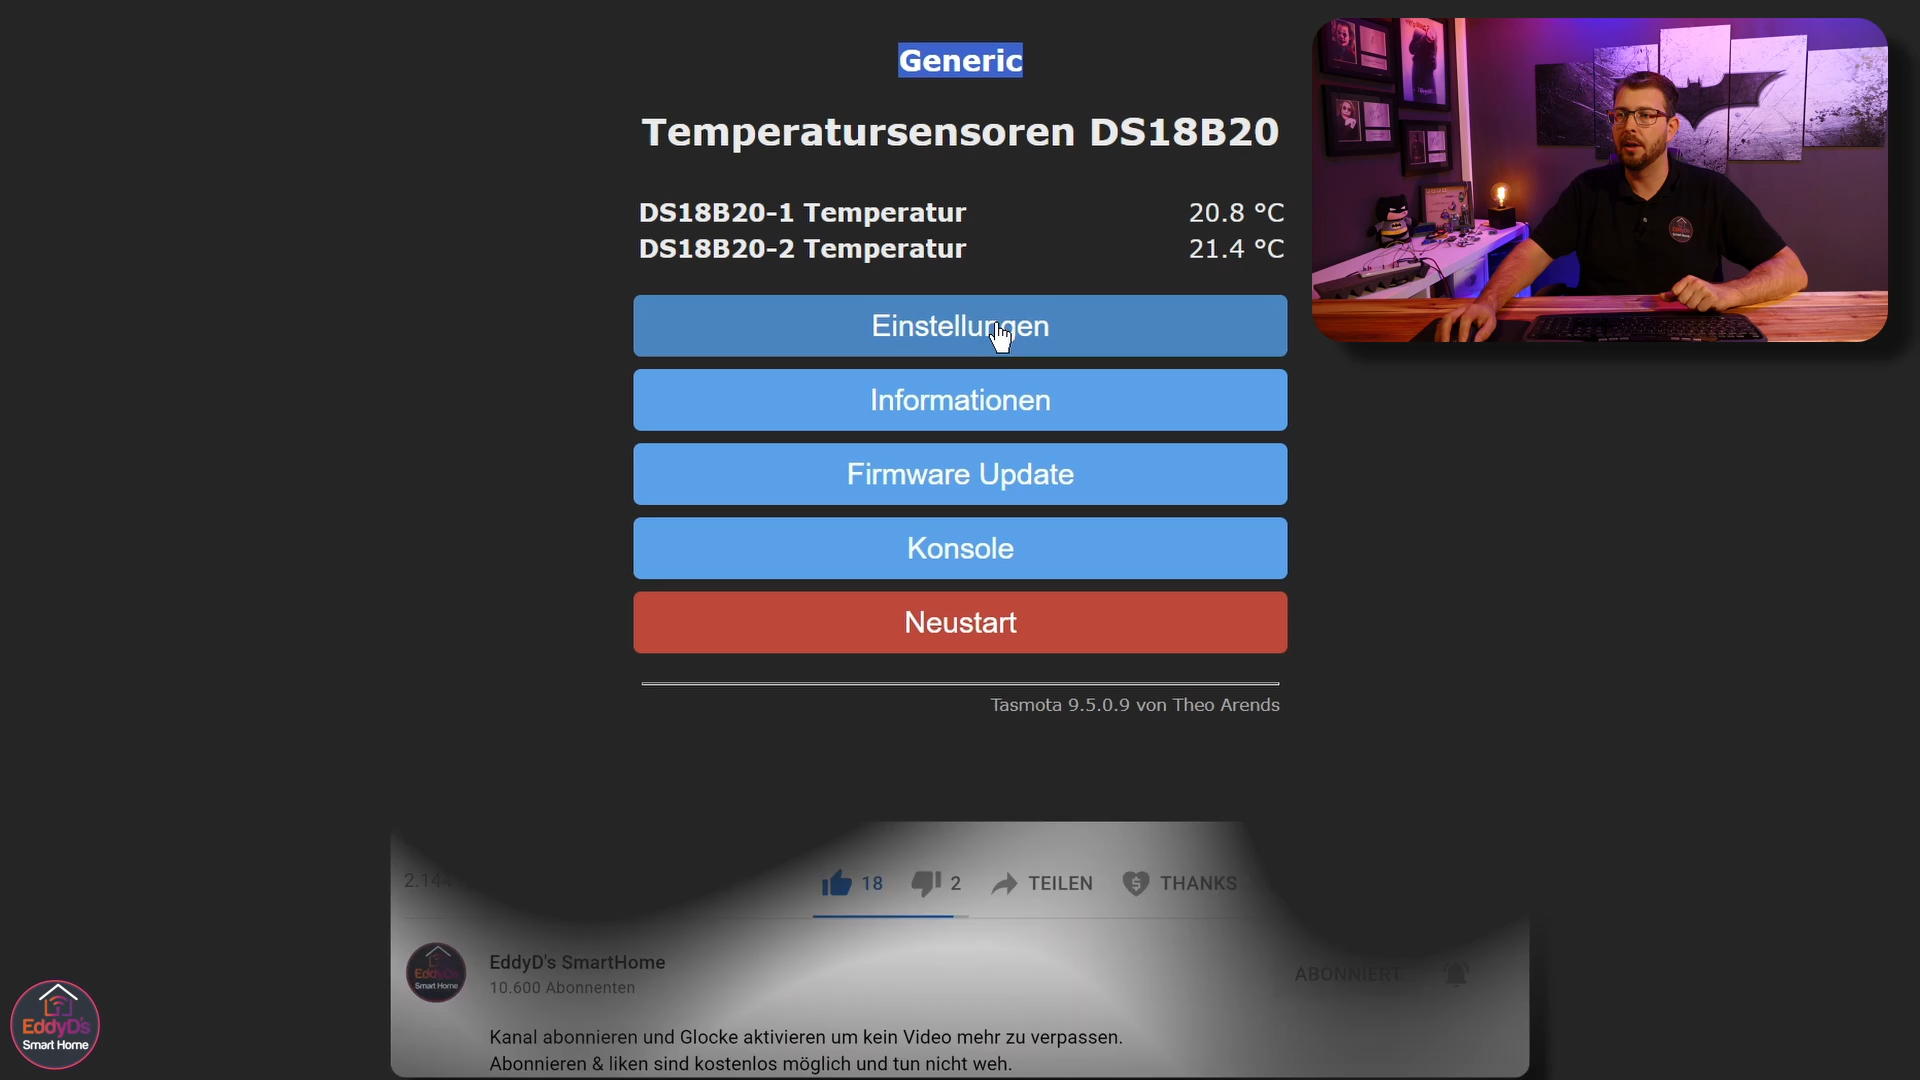 Generic
Temperatursensoren DS18B20
DS18B20-1 Temperatur 20.8 °C
DS18B20-2 Temperatur 21.4 °C
Einstellungen
Informationen
Firmware Update
Konsole
Neustart
Tasmota 9.5.0.9 von Theo Arends
18 2 TEILEN THANKS
EddyD's SmartHome
ABONNIERT
10.600 Abonnenten
EddyD's
Smart Home
Kanal abonnieren und Glocke aktivieren um kein Video mehr zu verpassen.
Abonnieren & liken sind kostenlos möglich und tun nicht weh.
EddyD's
Smart Home